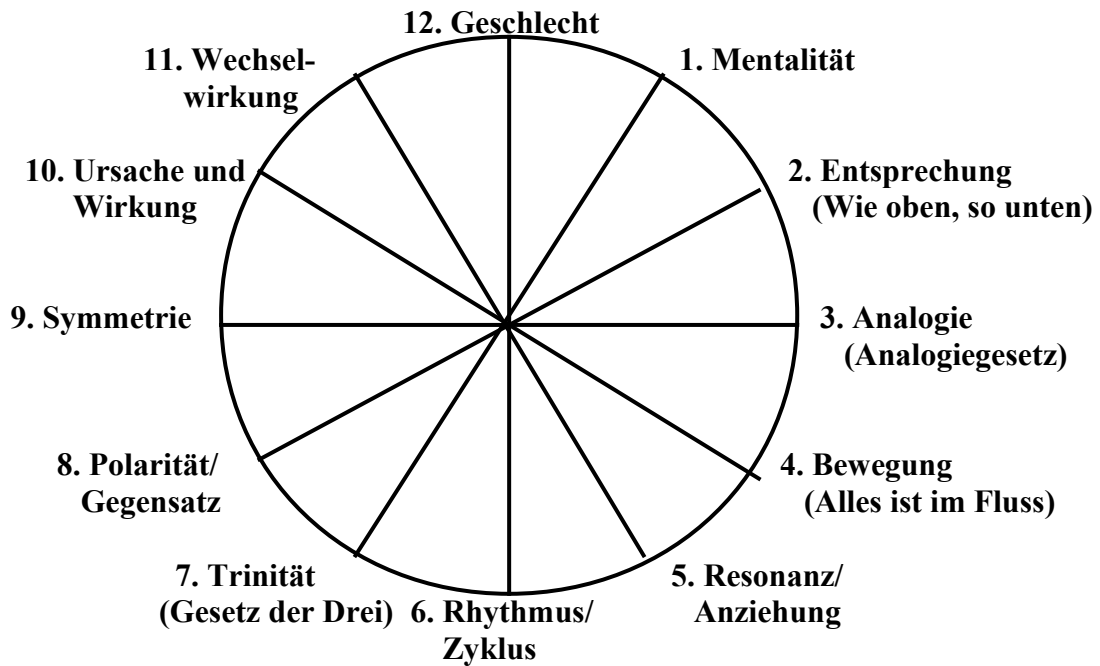 12. Geschlecht
1. Mentalität
2. Entsprechung
(Wie oben, so unten)
3. Analogie
(Analogiegesetz)
4. Bewegung
(Alles ist im Fluss)
5. Resonanz/
Anziehung
6. Rhythmus/
Zyklus
7. Trinität
(Gesetz der Drei)
8. Polarität/
Gegensatz
9. Symmetrie
10. Ursache und
Wirkung
11. Wechsel-
wirkung